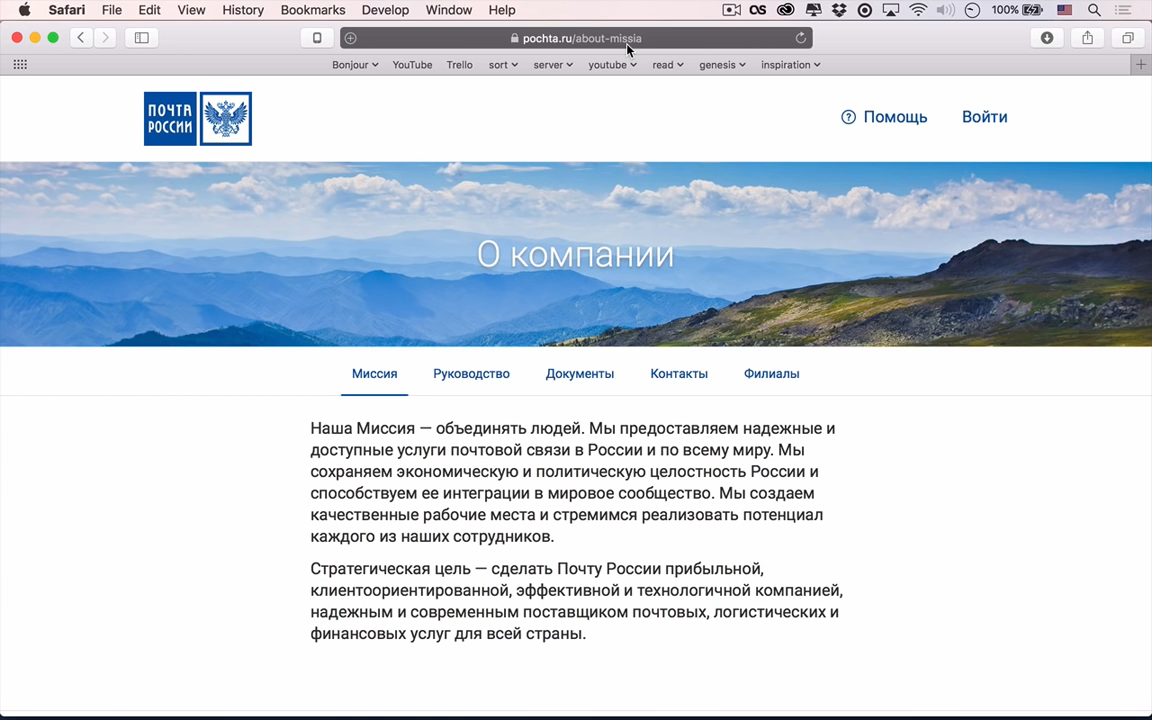 Safari File Edit View History Bookmarks Develop Window Help 100%
pochta.ru/about-missia
Bonjour YouTube Trello sort server youtube read genesis inspiration
ПОЧТА
РОССИИ
Помощь Войти
О компании
Миссия Руководство Документы Контакты Филиалы
Наша Миссия — объединять людей. Мы предоставляем надежные и
доступные услуги почтовой связи в России и по всему миру. Мы
сохраняем экономическую и политическую целостность России и
способствуем ее интеграции в мировое сообщество. Мы создаем
качественные рабочие места и стремимся реализовать потенциал
каждого из наших сотрудников.
Стратегическая цель — сделать Почту России прибыльной,
клиентоориентированной, эффективной и технологичной компанией,
надежным и современным поставщиком почтовых, логистических и
финансовых услуг для всей страны.